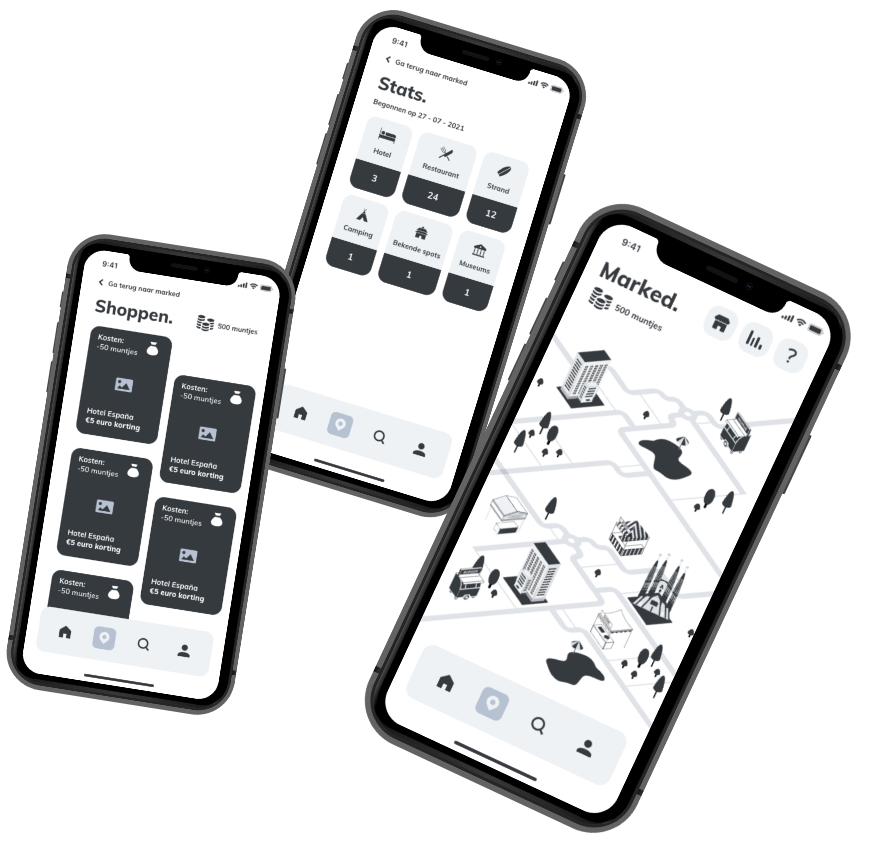 9:41
Ga terug naar marked
Stats.
Begonnen op 27 - 07 - 2021
Hotel
3
Restaurant
24
Strand
12
Camping
1
Bekende spots
1
Museums
1
9:41
Ga terug naar marked
Shoppen.
500 muntjes
Kosten:
-50 muntjes
Hotel España
€5 euro korting
Kosten:
-50 muntjes
Hotel España
€5 euro korting
Kosten:
-50 muntjes
Hotel España
€5 euro korting
Kosten:
-50 muntjes
Hotel España
€5 euro korting
Kosten:
-50 muntjes
9:41
Marked.
500 muntjes
?